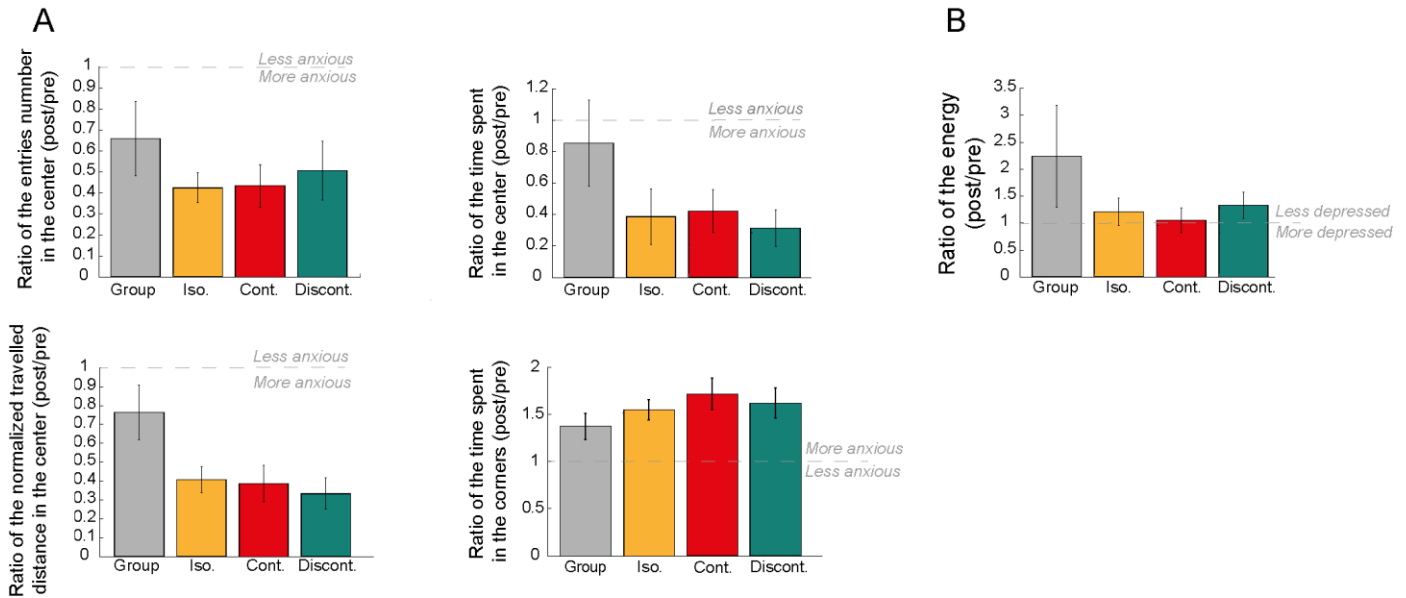 A
Ratio of the entries numnber
in the center (post/pre)
1
0.9
0.8
0.7
0.6
0.5
0.4
0.3
0.2
0.1
0
Less anxious
More anxious
Group Iso. Cont. Discont.
Ratio of the time spent
in the center (post/pre)
1.2
1
0.8
0.6
0.4
0.2
0
Less anxious
More anxious
Group Iso. Cont. Discont.
Ratio of the normalized travelled
distance in the center (post/pre)
1
0.9
0.8
0.7
0.6
0.5
0.4
0.3
0.2
0.1
0
Less anxious
More anxious
Group Iso. Cont. Discont.
Ratio of the time spent
in the corners (post/pre)
2
1.5
1
0.5
0
More anxious
Less anxious
Group Iso. Cont. Discont.
B
Ratio of the energy
(post/pre)
3.5
3
2.5
2
1.5
1
0.5
0
Less depressed
More depressed
Group Iso. Cont. Discont.